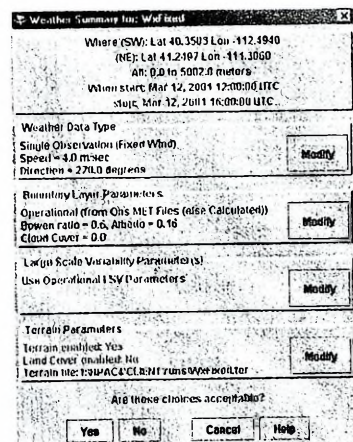 Weather Summary for: WxFixed
Where (SW): Lat 40.3503 Lon -112.4940
(NE): Lat 41.2497 Lon -111.3060
Alt: 0.0 to 5002.0 meters
When start: Mar 12, 2001 12:00:00 UTC
stop: Mar 12, 2001 16:00:00 UTC
Weather Data Type
Single Observation (Fixed Wind)
Speed = 4.0 m/sec
Direction = 270.0 degrees
Modify
Boundary Layer Parameters
Operational (from Obs MET Files (else Calculated))
Bowen ratio = 0.6, Albedo = 0.16
Cloud Cover = 0.0
Modify
Large Scale Variability Parameter(s)
Use Operational LSV Parameters
Modify
Terrain Parameters
Terrain enabled: Yes
Land Cover enabled: No
Terrain file:
Modify
Are those choices acceptable?
Yes
No
Cancel
Help